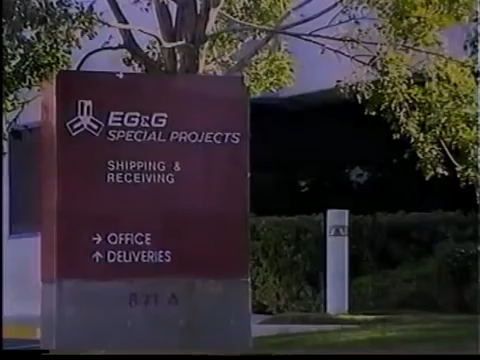 EG&G
SPECIAL PROJECTS
SHIPPING &
RECEIVING
→ OFFICE
↑ DELIVERIES